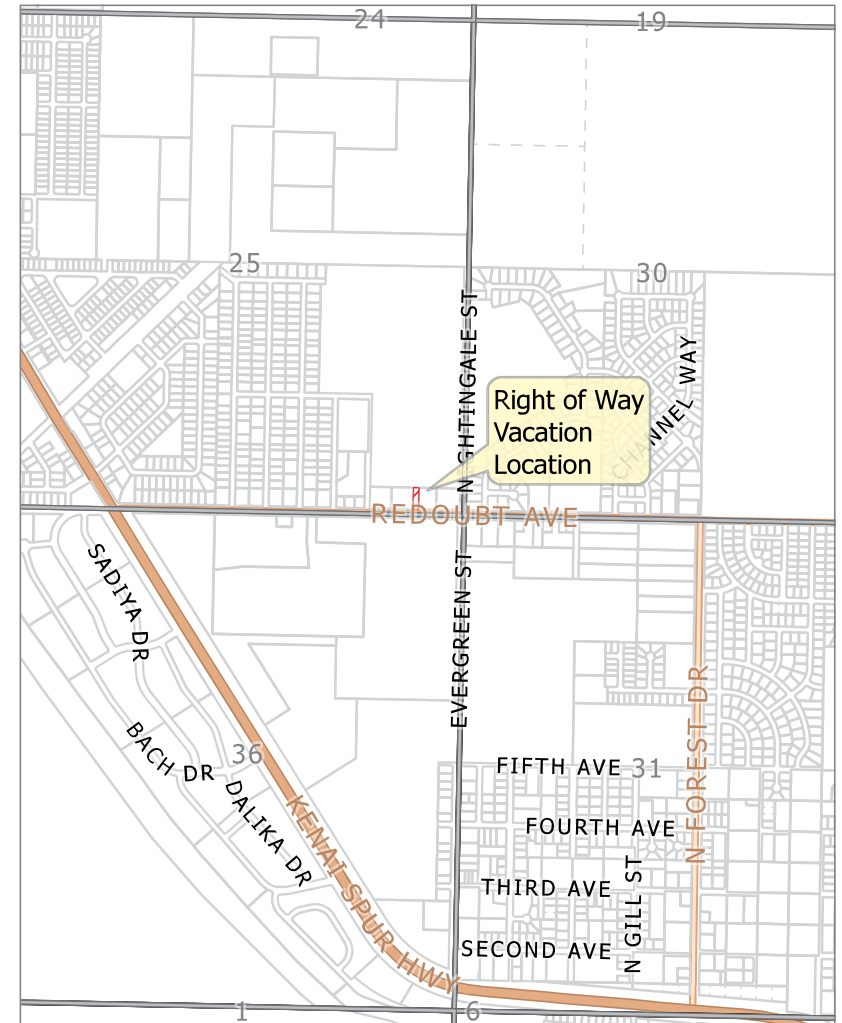 24
19
25
30
N NIGHTINGALE ST
CHANNEL WAY
Right of Way
Vacation
Location
REDOUBT AVE
SADIYA DR
EVERGREEN ST
N FOREST DR
BACH DR
36
DALIKA DR
KENAI SPUR HWY
FIFTH AVE
31
FOURTH AVE
THIRD AVE
N GILL ST
SECOND AVE
1
6